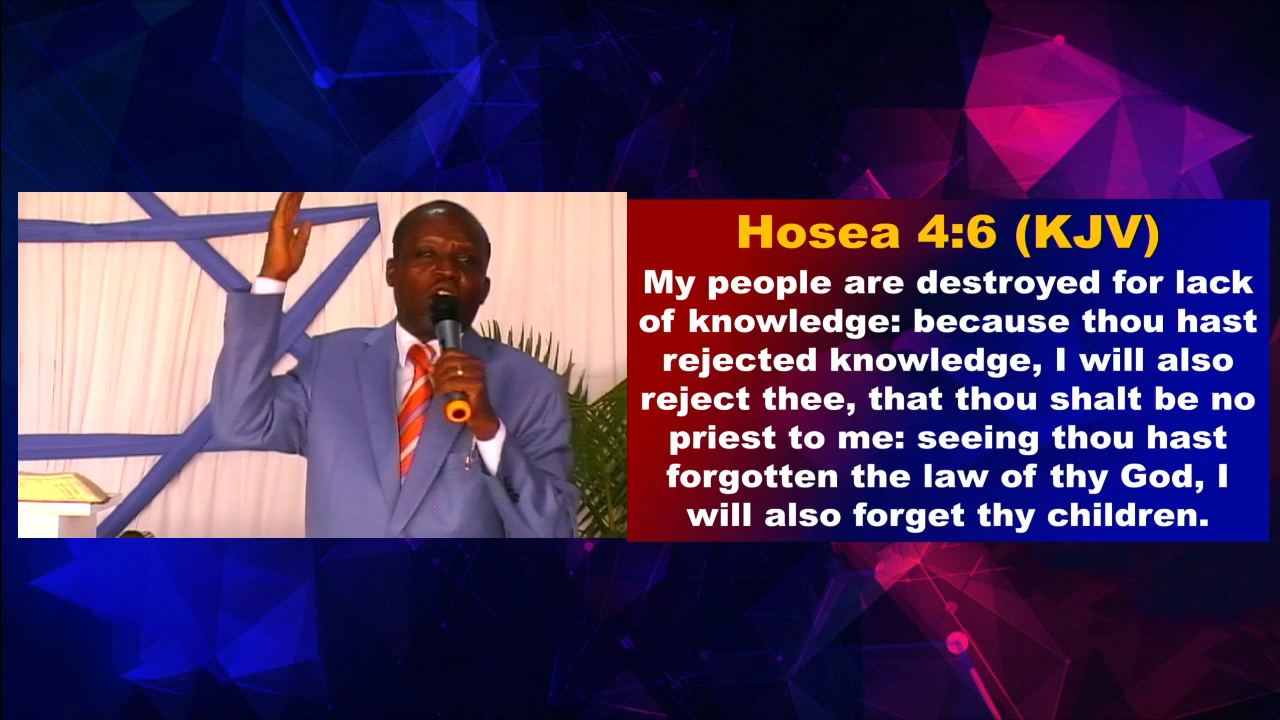 Hosea 4:6 (KJV)
My people are destroyed for lack
of knowledge: because thou hast
rejected knowledge, I will also
reject thee, that thou shalt be no
priest to me: seeing thou hast
forgotten the law of thy God, I
will also forget thy children.